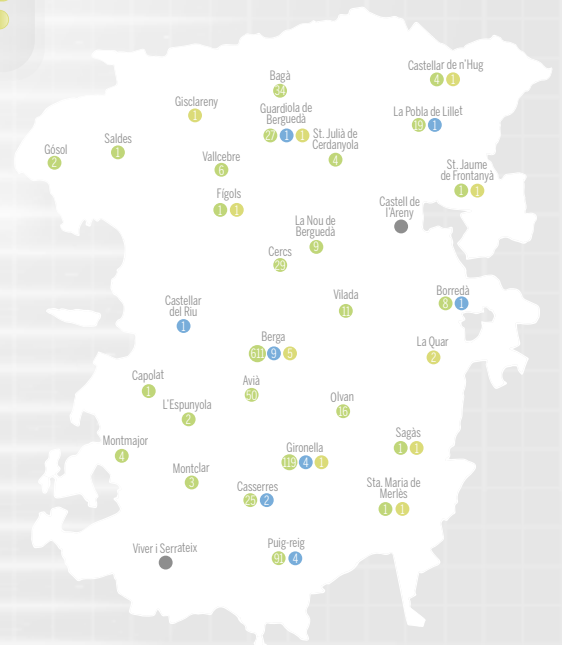 Castellar de n'Hug
4 1
Bagà
34
Gisclareny
1
Guardiola de
Berguedà
27 1 1
La Pobla de Lillet
19 1
St. Julià de
Cerdanyola
4
Saldes
1
Gósol
2
Vallcebre
6
St. Jaume
de Frontanyà
1 1
Fígols
1 1
Castell de
l'Areny
La Nou de
Berguedà
9
Cercs
29
Vilada
11
Borredà
8 1
Castellar
del Riu
1
Berga
611 9 5
La Quar
2
Capolat
1
Avià
50
L'Espunyola
2
Olvan
16
Montmajor
4
Gironella
119 4 1
Sagàs
1 1
Montclar
3
Casserres
25 2
Sta. Maria de
Merlès
1 1
Viver i Serrateix
Puig-reig
91 4